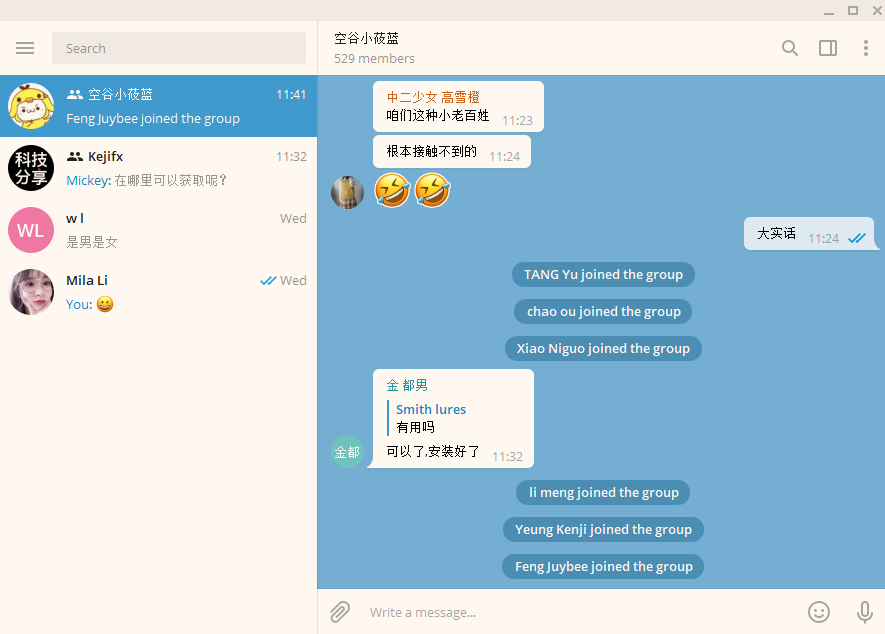 Search
空谷小莜蓝 11:41
Feng Juybee joined the group
科技
分享
Kejifx 11:32
Mickey: 在哪里可以获取呢?
WL
w l Wed
是男是女
Mila Li Wed
You: 😀
空谷小莜蓝
529 members
中二少女 高雪橙
咱们这种小老百姓 11:23
根本接触不到的 11:24
🤣🤣
大实话 11:24
TANG Yu joined the group
chao ou joined the group
Xiao Niguo joined the group
金 都男
Smith lures
有用吗
金都
可以了,安装好了 11:32
li meng joined the group
Yeung Kenji joined the group
Feng Juybee joined the group
Write a message...